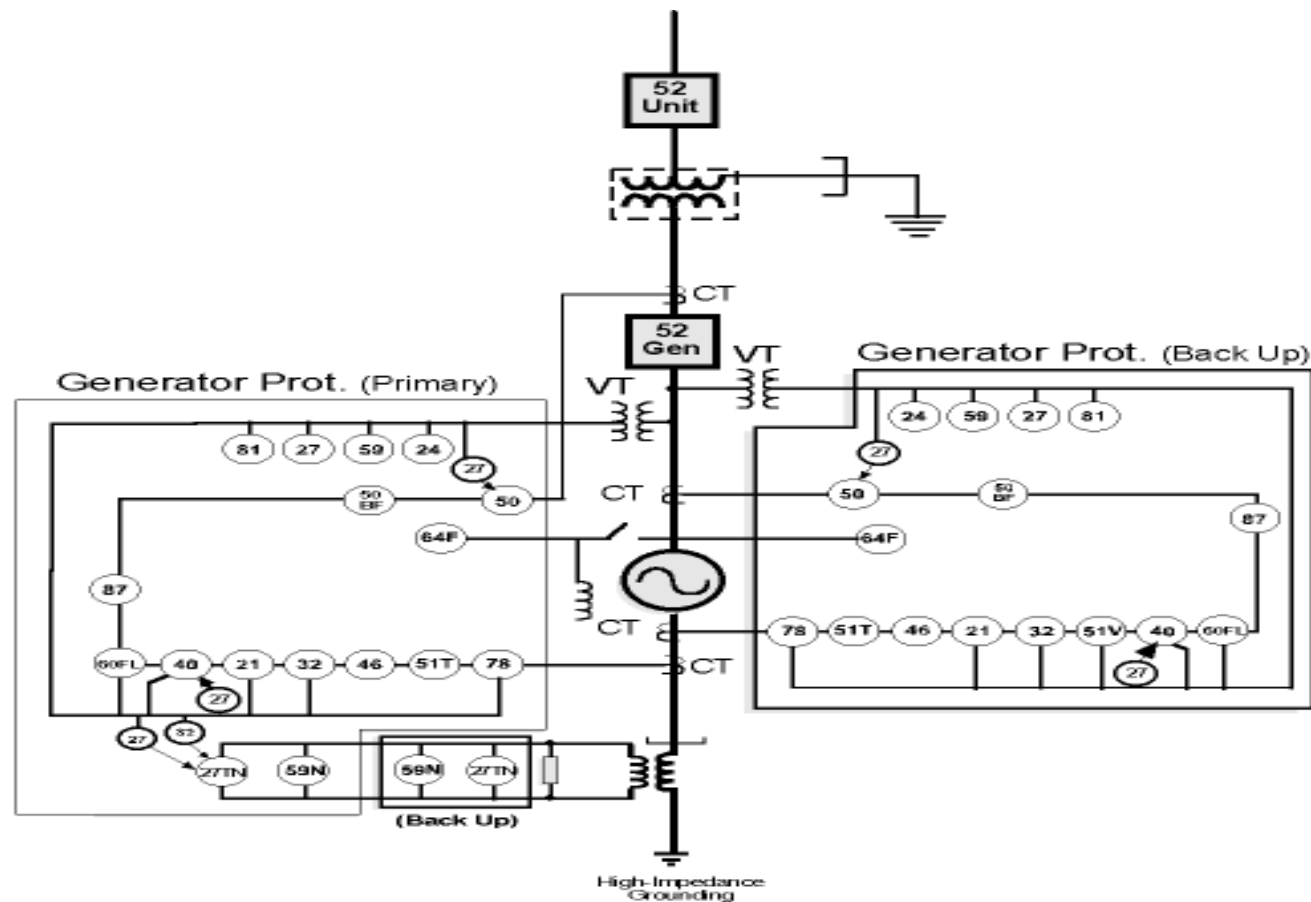 52
Unit
CT
52
Gen
VT
Generator Prot. (Back Up)
Generator Prot. (Primary)
VT
24 59 27 81
81 27 59 24
27
27
CT
50
BF
50
50
50
BF
87
64F
64F
87
CT
78 51T 46 21 32 51V 40 60FL
60FL 40 21 32 46 51T 78
CT
27
27
27
32
27TN 59N 59N 27TN
(Back Up)
High-Impedance
Grounding